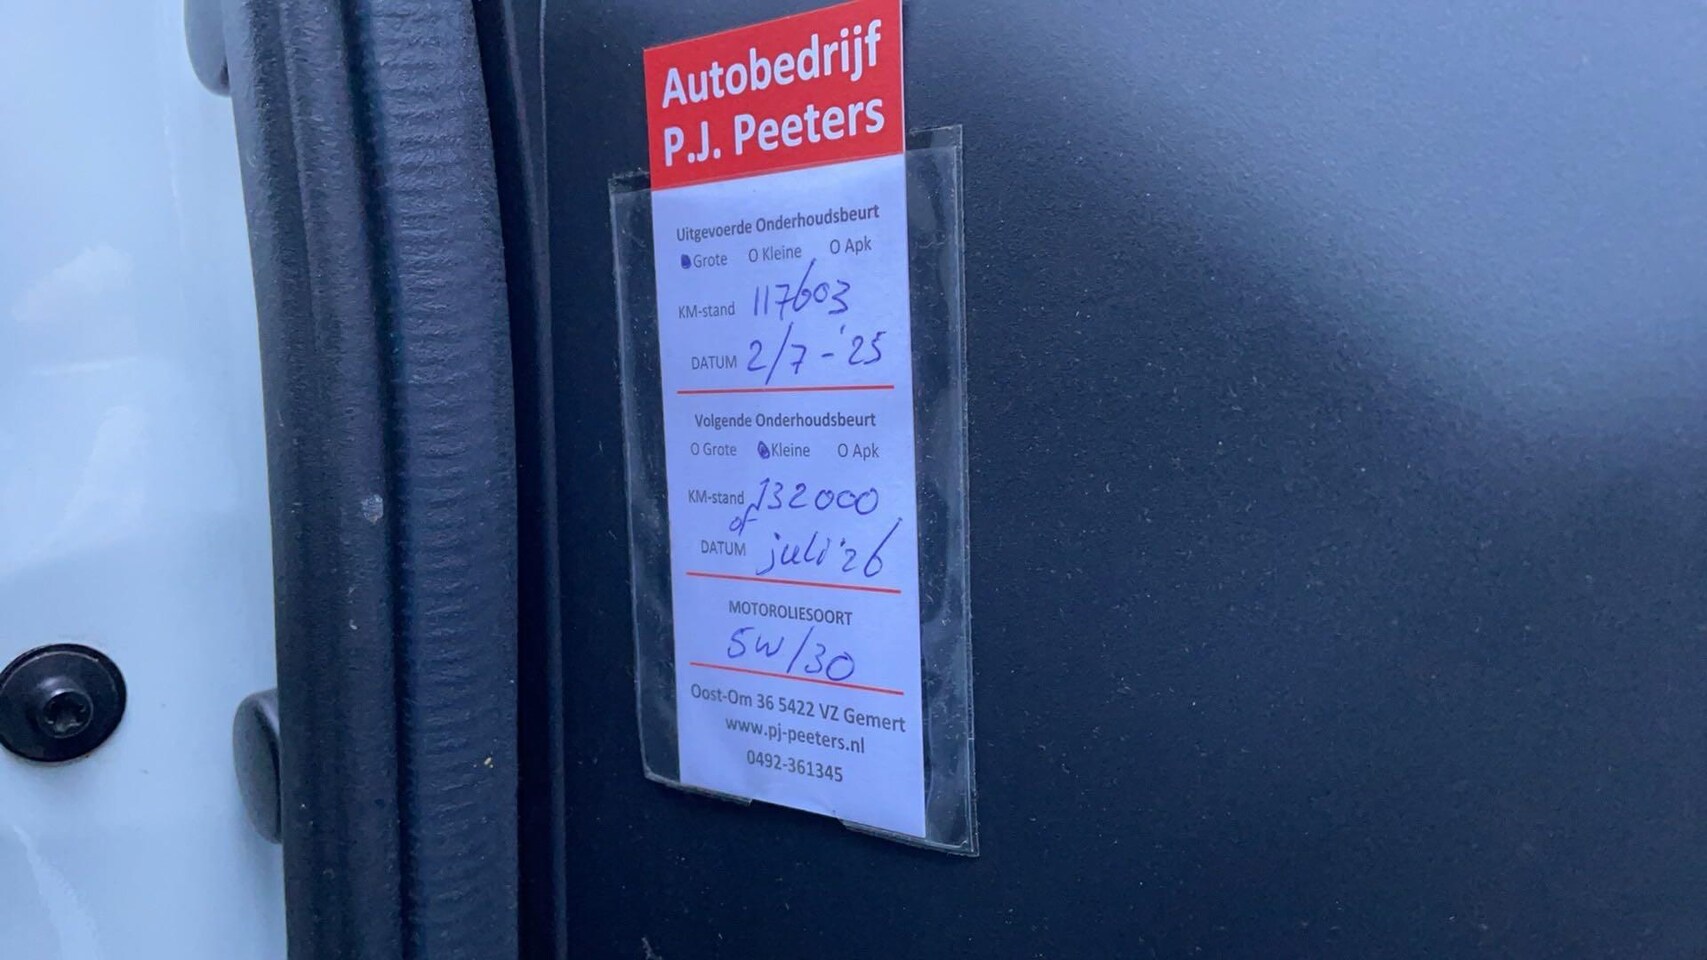 Autobedrijf
P.J. Peeters
Uitgevoerde Onderhoudsbeurt
Grote O Kleine O Apk
KM-stand 117603
DATUM 2/7-'25
Volgende Onderhoudsbeurt
O Grote Kleine O Apk
KM-stand 132000
of
DATUM juli '26
MOTOROLIESOORT
5W/30
Oost-Om 36 5422 VZ Gemert
www.pj-peeters.nl
0492-361345